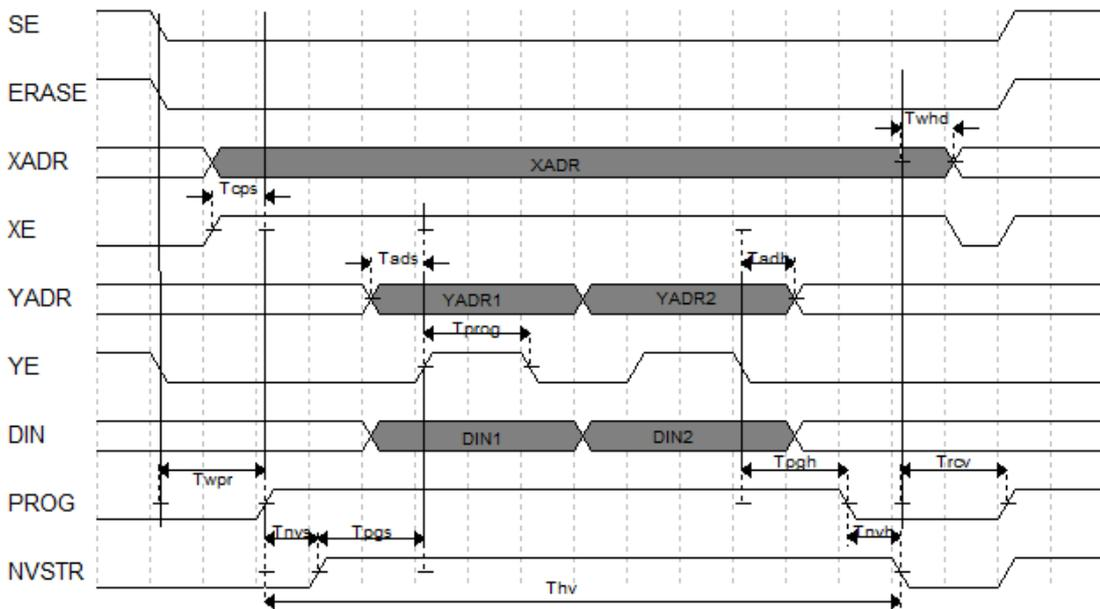 SE
ERASE
Twhd
XADR
XADR
Tcps
XE
Tads
Tadh
YADR
YADR1
YADR2
Tprog
YE
DIN
DIN1
DIN2
Twpr
Tpgh
Trcv
PROG
Tnvs
Tpgs
Tnvh
NVSTR
Thv